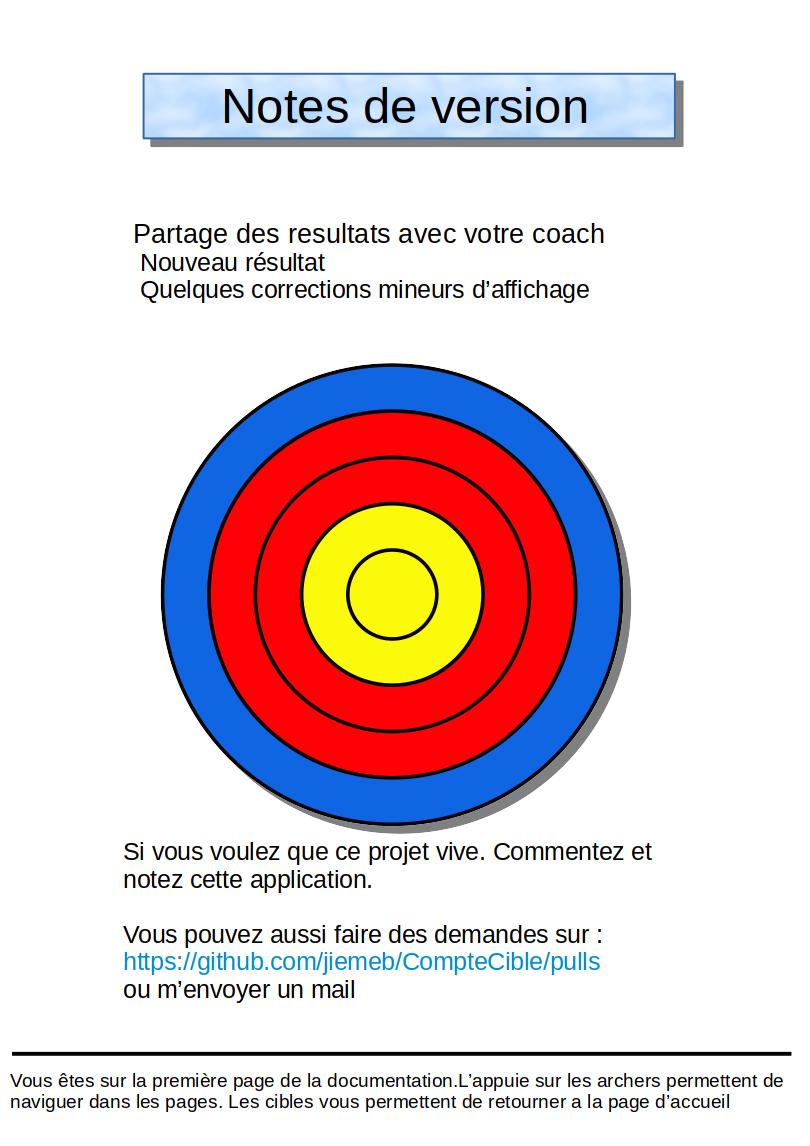 Notes de version
Partage des resultats avec votre coach
Nouveau résultat
Quelques corrections mineurs d’affichage
Si vous voulez que ce projet vive. Commentez et
notez cette application.
Vous pouvez aussi faire des demandes sur :
https://github.com/jiemeb/CompteCible/pulls
ou m’envoyer un mail
Vous êtes sur la première page de la documentation.L’appuie sur les archers permettent de
naviguer dans les pages. Les cibles vous permettent de retourner a la page d’accueil